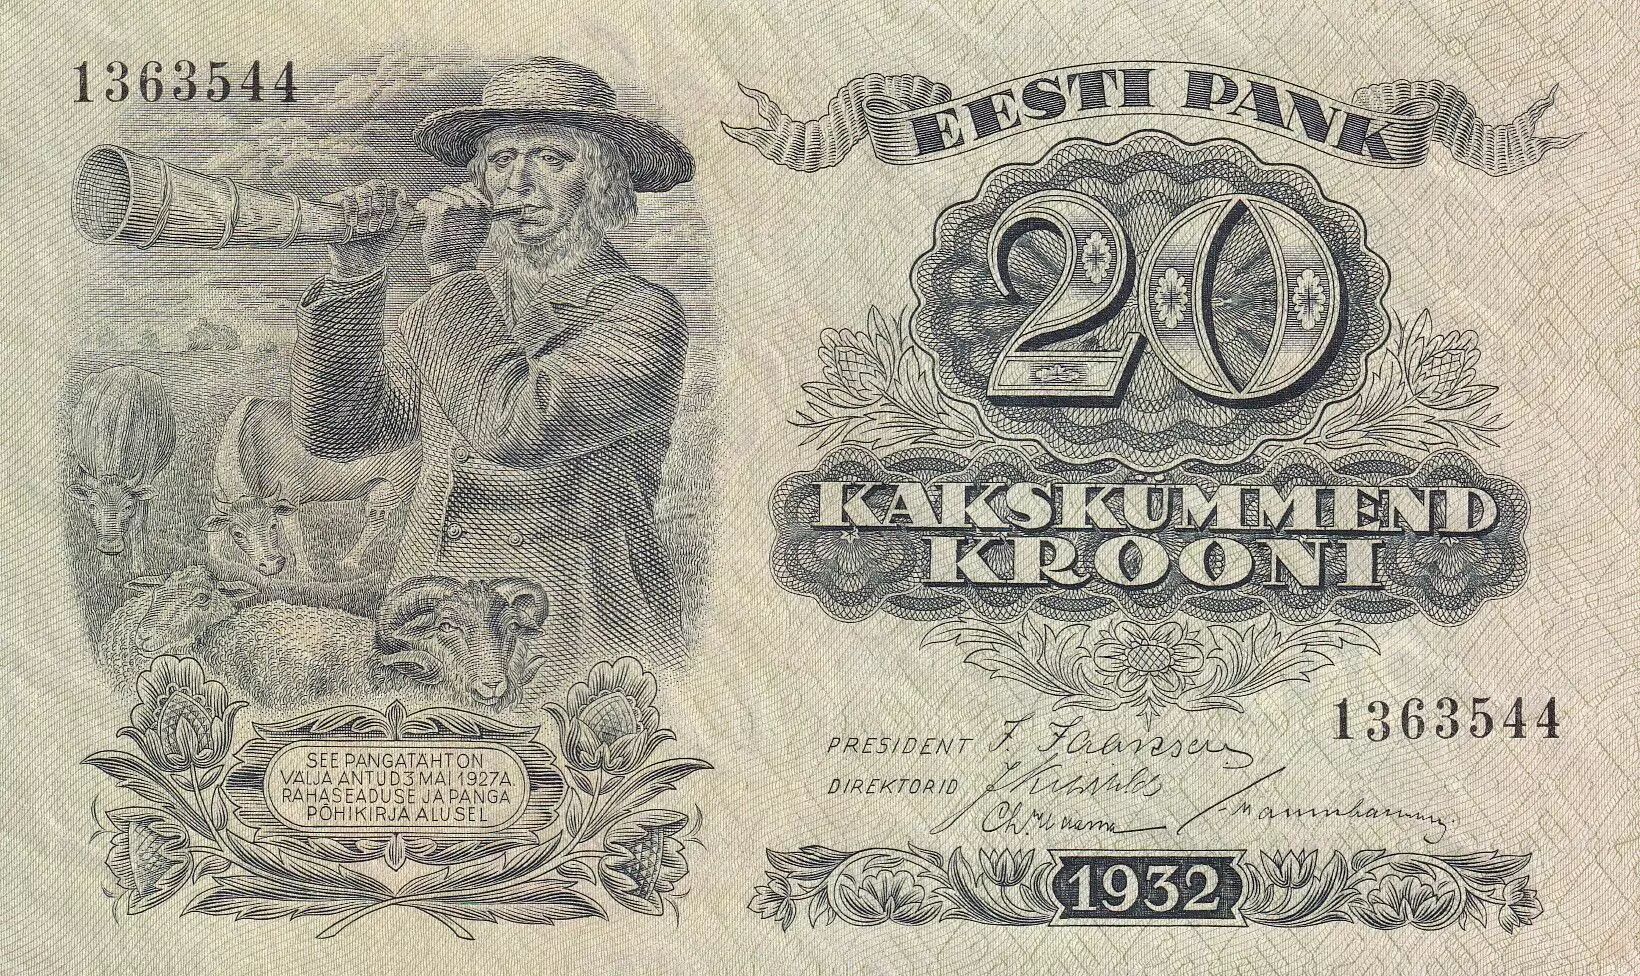 1363544
EESTI PANK
20
KAKSKÜMMEND
KROONI
1363544
PRESIDENT
DIREKTORID
SEE PANGATÄHT ON
VÄLJA ANTUD 3 MAI 1927 A.
RAHASEADUSE JA PANGA
PÕHIKIRJA ALUSEL
1932